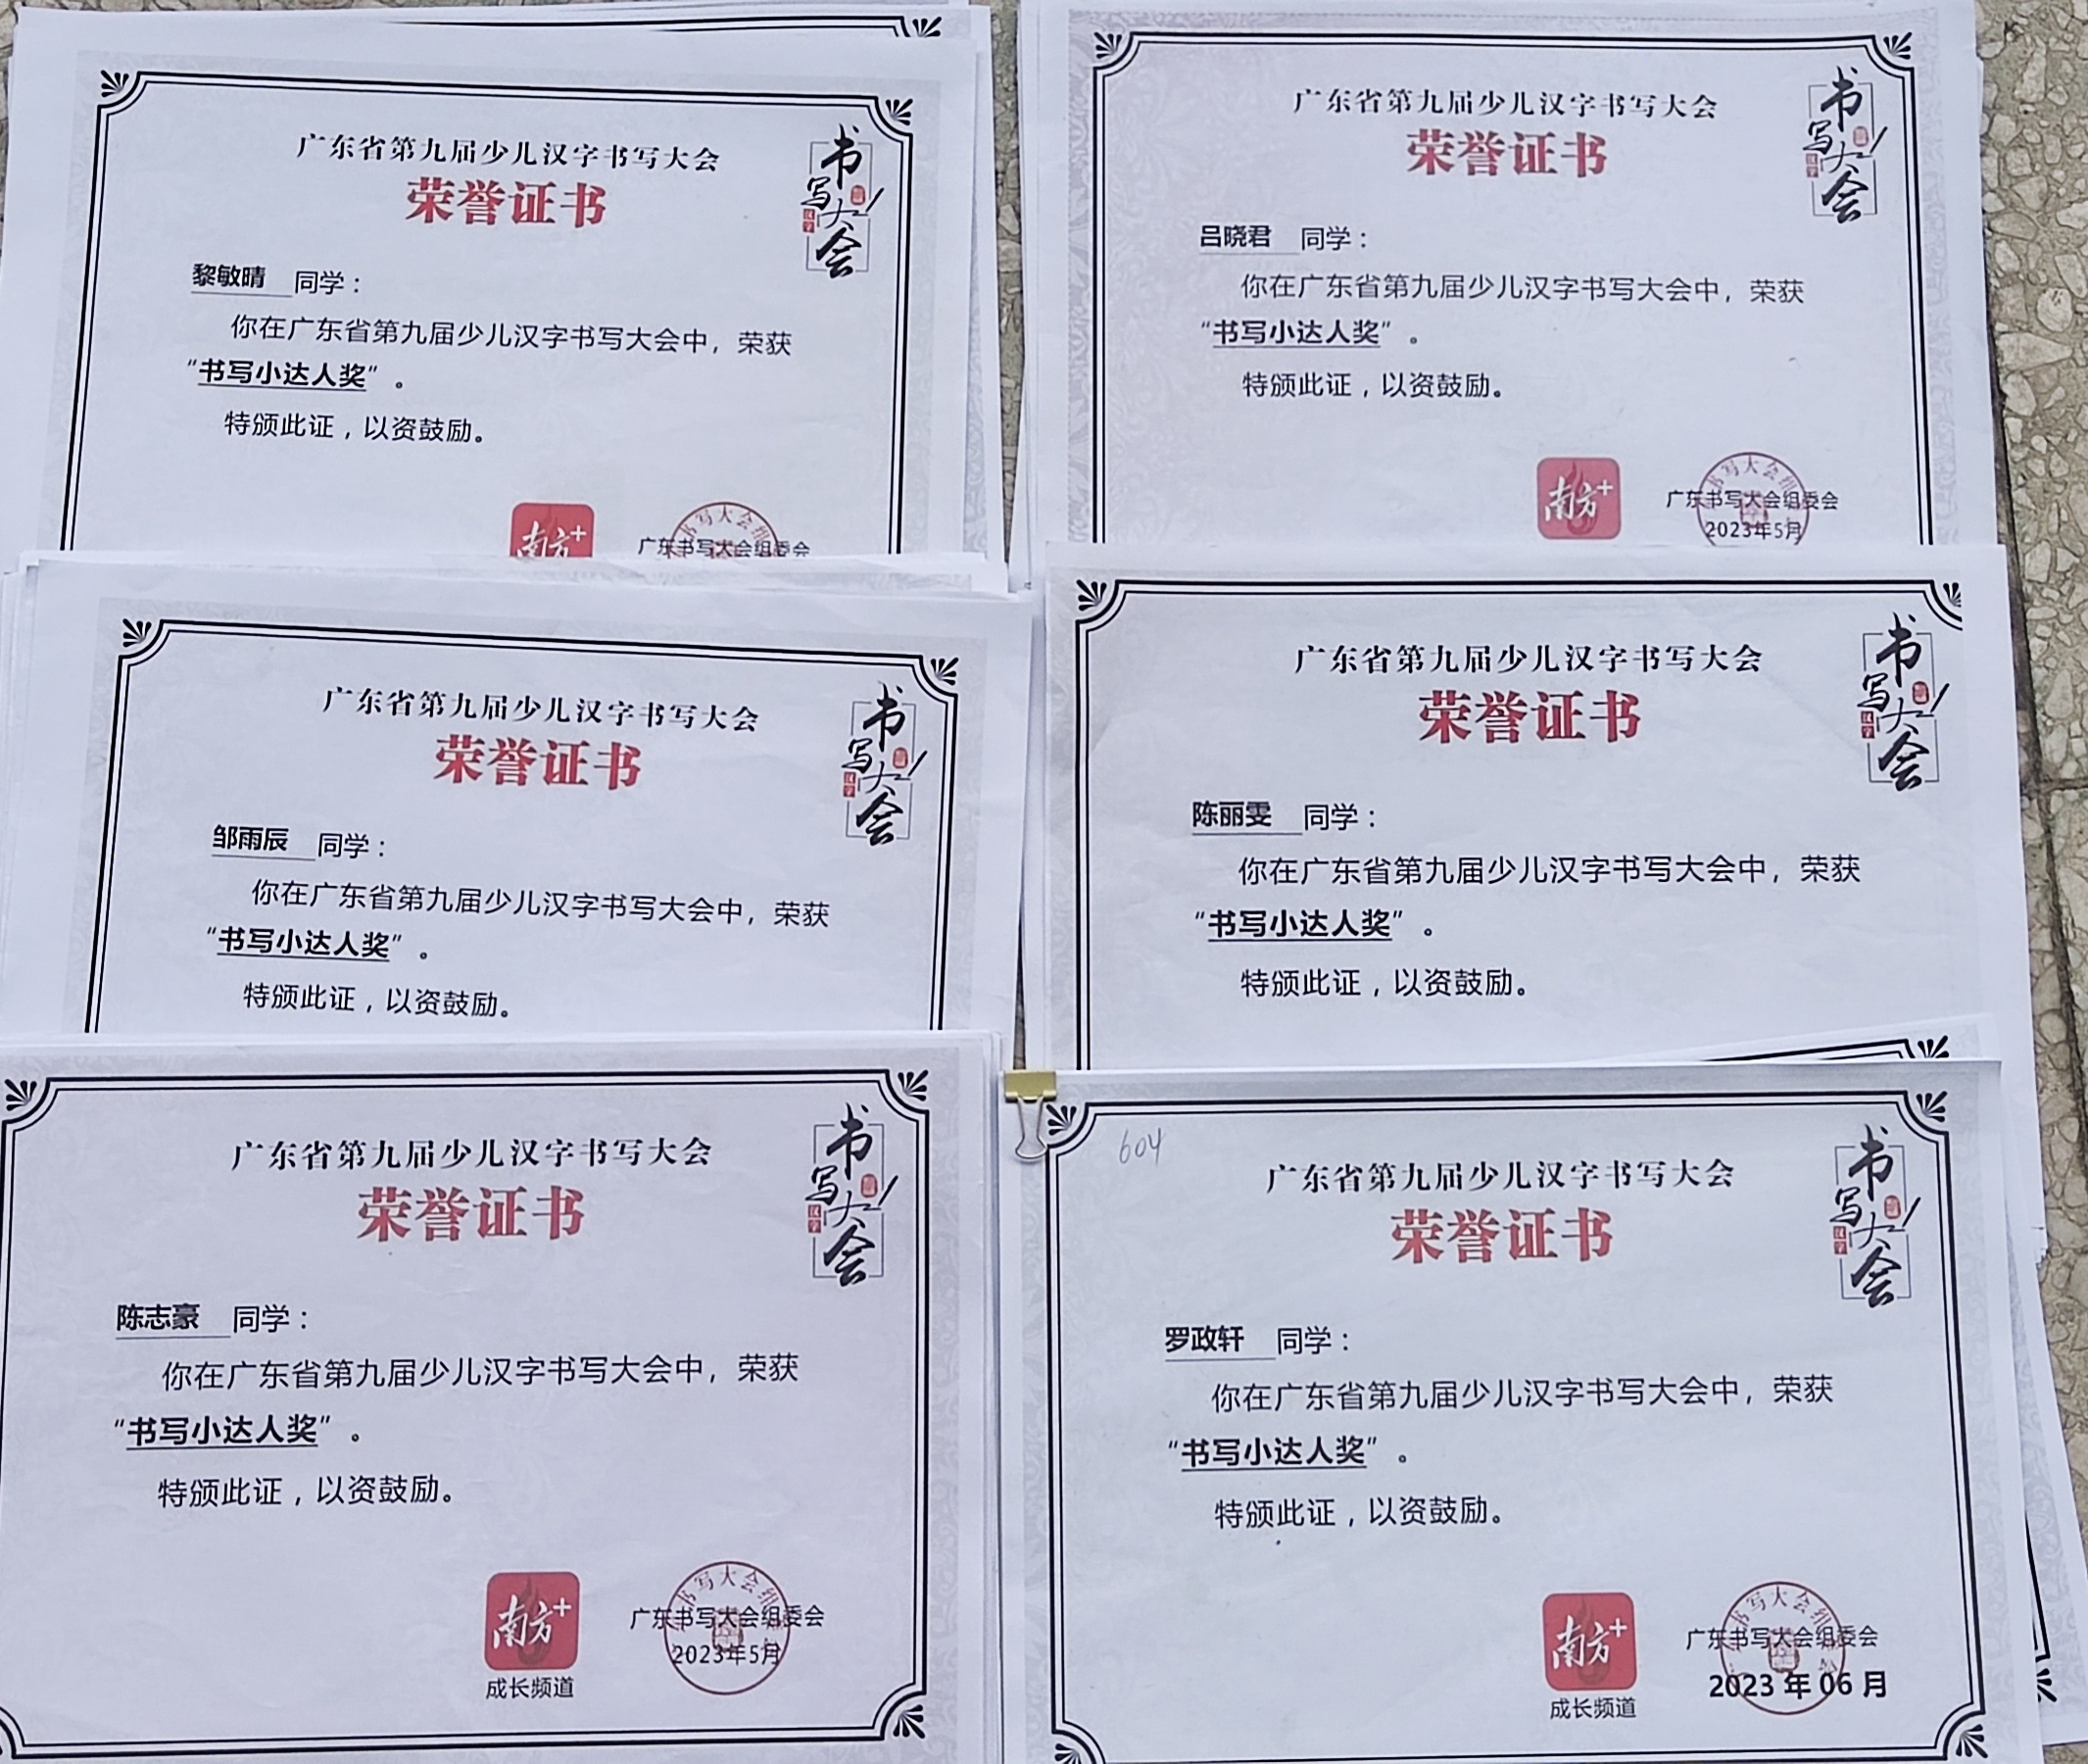 广东省第九届少儿汉字书写大会
荣誉证书
书写大会
黎敏晴 同学：
你在广东省第九届少儿汉字书写大会中，荣获
“书写小达人奖”。
特颁此证，以资鼓励。
南方+
广东书写大会组委会
广东省第九届少儿汉字书写大会
荣誉证书
书写大会
吕晓君 同学：
你在广东省第九届少儿汉字书写大会中，荣获
“书写小达人奖”。
特颁此证，以资鼓励。
南方+
广东书写大会组委会
2023年5月
广东省第九届少儿汉字书写大会
荣誉证书
书写大会
邹雨辰 同学：
你在广东省第九届少儿汉字书写大会中，荣获
“书写小达人奖”。
特颁此证，以资鼓励。
广东省第九届少儿汉字书写大会
荣誉证书
书写大会
陈丽雯 同学：
你在广东省第九届少儿汉字书写大会中，荣获
“书写小达人奖”。
特颁此证，以资鼓励。
广东省第九届少儿汉字书写大会
荣誉证书
书写大会
陈志豪 同学：
你在广东省第九届少儿汉字书写大会中，荣获
“书写小达人奖”。
特颁此证，以资鼓励。
南方+
成长频道
广东书写大会组委会
2023年5月
604
广东省第九届少儿汉字书写大会
荣誉证书
书写大会
罗政轩 同学：
你在广东省第九届少儿汉字书写大会中，荣获
“书写小达人奖”。
特颁此证，以资鼓励。
南方+
成长频道
广东书写大会组委会
2023 年 06 月